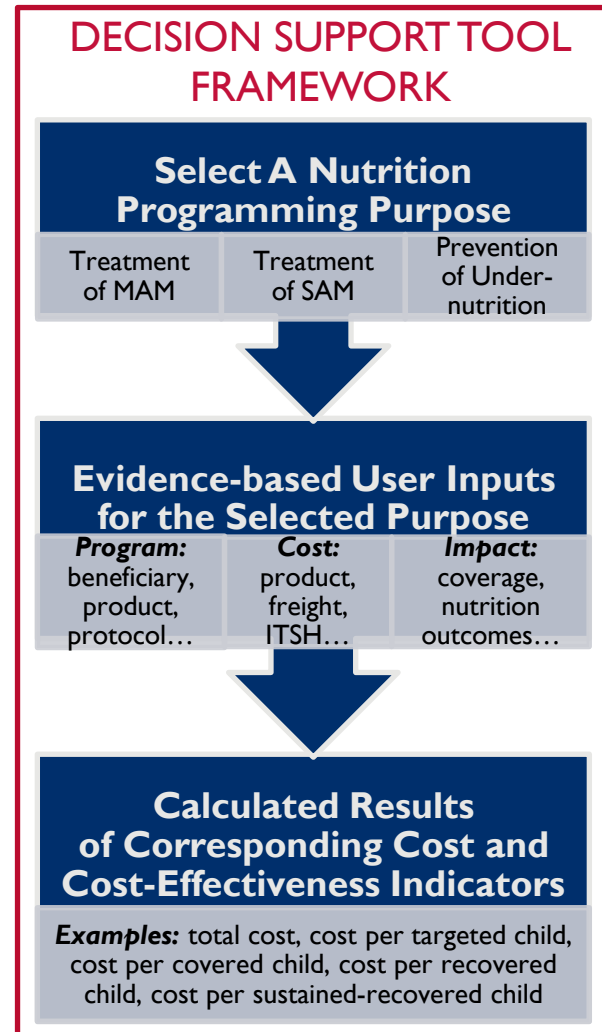 DECISION SUPPORT TOOL
FRAMEWORK
Select A Nutrition
Programming Purpose
Treatment
of MAM
Treatment
of SAM
Prevention
of Under-
nutrition
Evidence-based User Inputs
for the Selected Purpose
Program:
beneficiary,
product,
protocol…
Cost:
product,
freight,
ITSH…
Impact:
coverage,
nutrition
outcomes…
Calculated Results
of Corresponding Cost and
Cost-Effectiveness Indicators
Examples: total cost, cost per targeted child,
cost per covered child, cost per recovered
child, cost per sustained-recovered child